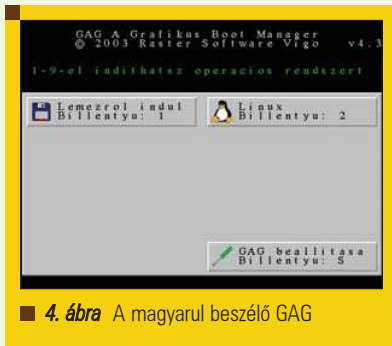 GAG A Grafikus Boot Manager
© 2003 Raster Software Vigo v4.3
1-9-el indithatsz operacios rendszert
Lemezrol indul
Billentyu: 1
Linux
Billentyu: 2
GAG beallitasa
Billentyu: S
4. ábra A magyarul beszélő GAG